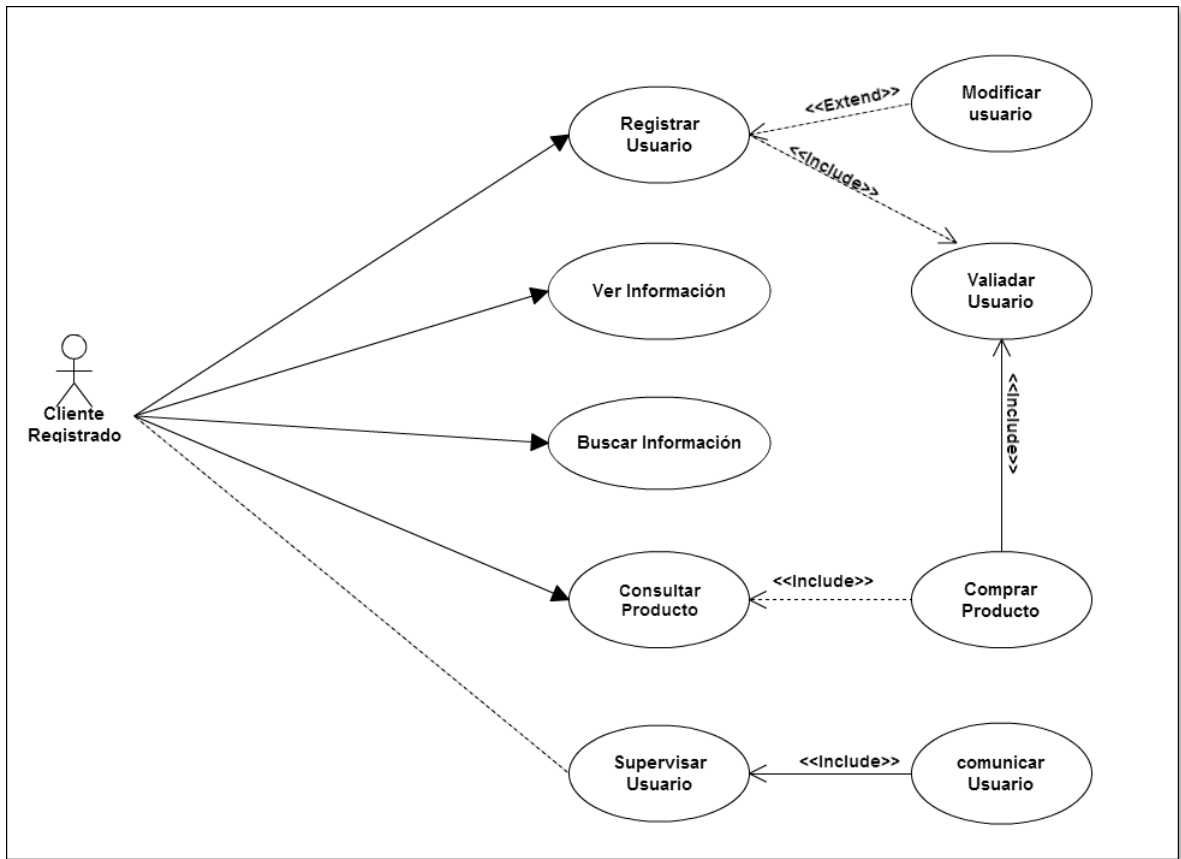 <<Extend>>
Modificar
usuario
Registrar
Usuario
<<Include>>
Valiadar
Usuario
Ver Información
<<Include>>
Cliente
Registrado
Buscar Información
<<Include>>
Consultar
Producto
Comprar
Producto
Supervisar
Usuario
<<Include>>
comunicar
Usuario